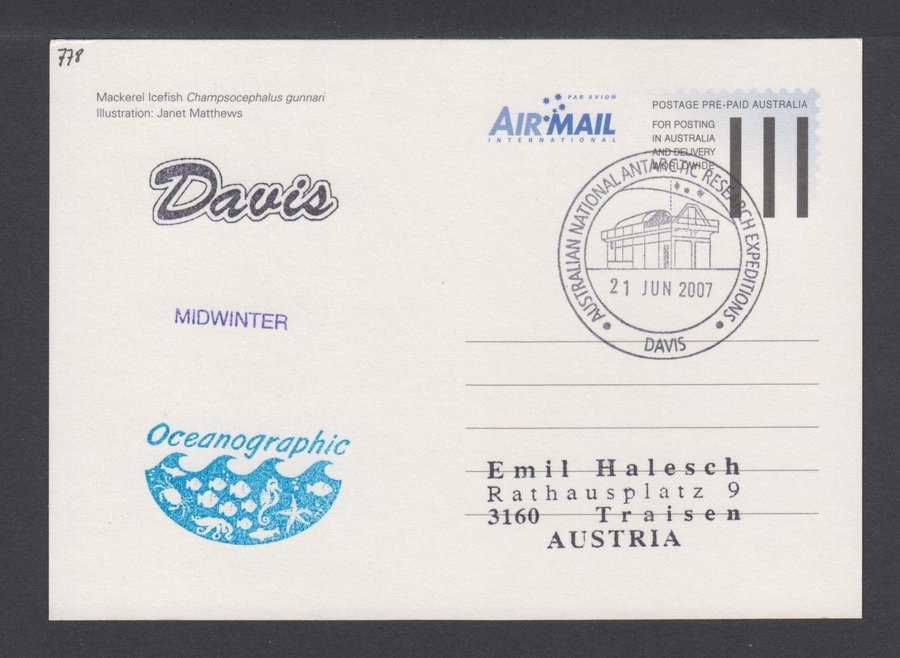 778
Mackerel Icefish Champsocephalus gunnari
Illustration: Janet Matthews
Davis
MIDWINTER
Oceanographic
PAR AVION
AIR MAIL
INTERNATIONAL
POSTAGE PRE-PAID AUSTRALIA
FOR POSTING
IN AUSTRALIA
AND DELIVERY
WORLDWIDE
AUSTRALIAN NATIONAL ANTARCTIC RESEARCH EXPEDITIONS
21 JUN 2007
DAVIS
Emil Halesch
Rathausplatz 9
3160 Traisen
AUSTRIA